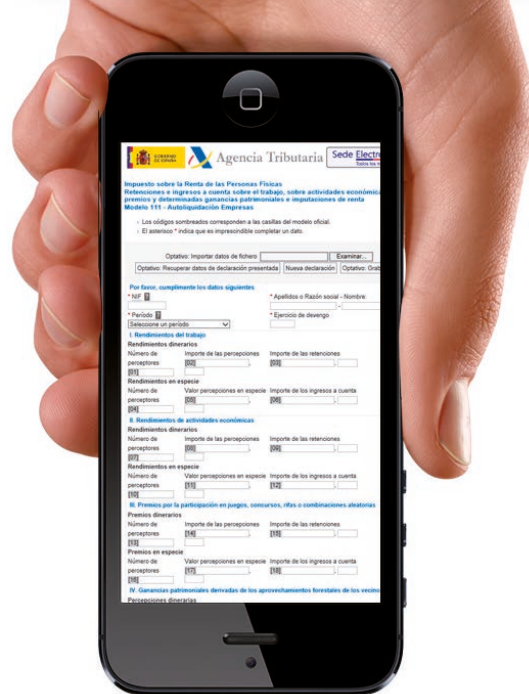 GOBIERNO
DE ESPAÑA
Agencia Tributaria
Sede Electró
Todos los
Impuesto sobre la Renta de las Personas Físicas
Retenciones e ingresos a cuenta sobre el trabajo, sobre actividades económica
premios y determinadas ganancias patrimoniales e imputaciones de renta
Modelo 111 - Autoliquidación Empresas
Los códigos sombreados corresponden a las casillas del modelo oficial.
El asterisco * indica que es imprescindible completar un dato.
Optativo: Importar datos de fichero Examinar...
Optativo: Recuperar datos de declaración presentada Nueva declaración Optativo: Grab
Por favor, cumplimente los datos siguientes
* NIF ? * Apellidos o Razón social - Nombre:
-
* Período ? * Ejercicio de devengo
Seleccione un período
I. Rendimientos del trabajo
Rendimientos dinerarios
Número de Importe de las percepciones Importe de las retenciones
perceptores [02] , [03] ,
[01]
Rendimientos en especie
Número de Valor percepciones en especie Importe de los ingresos a cuenta
perceptores [05] , [06] ,
[04]
II. Rendimientos de actividades económicas
Rendimientos dinerarios
Número de Importe de las percepciones Importe de las retenciones
perceptores [08] , [09] ,
[07]
Rendimientos en especie
Número de Valor percepciones en especie Importe de los ingresos a cuenta
perceptores [11] , [12] ,
[10]
III. Premios por la participación en juegos, concursos, rifas o combinaciones aleatorias
Premios dinerarios
Número de Importe de las percepciones Importe de las retenciones
perceptores [14] , [15] ,
[13]
Premios en especie
Número de Valor percepciones en especie Importe de los ingresos a cuenta
perceptores [17] , [18] ,
[16]
IV. Ganancias patrimoniales derivadas de los aprovechamientos forestales de los vecino
Percepciones dinerarias